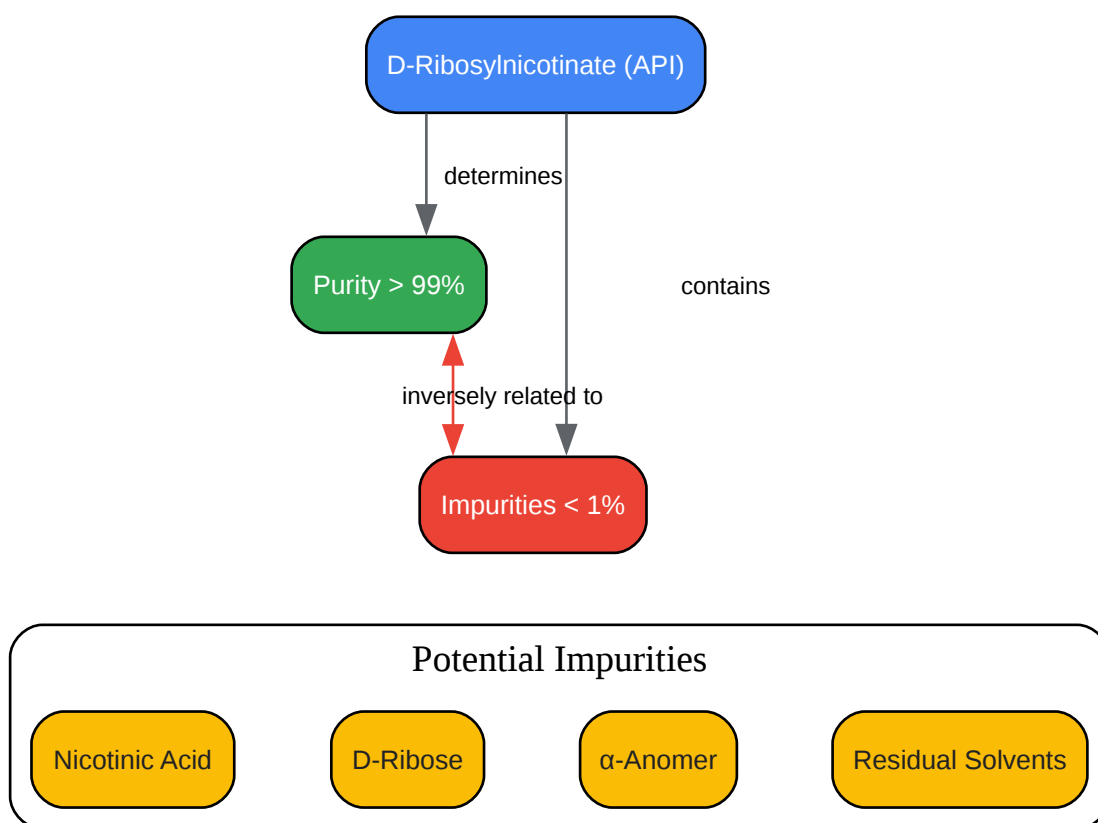 D-Ribosylnicotinate (API)
determines
Purity > 99%
contains
inversely related to
Impurities < 1%
Potential Impurities
Nicotinic Acid
D-Ribose
α-Anomer
Residual Solvents